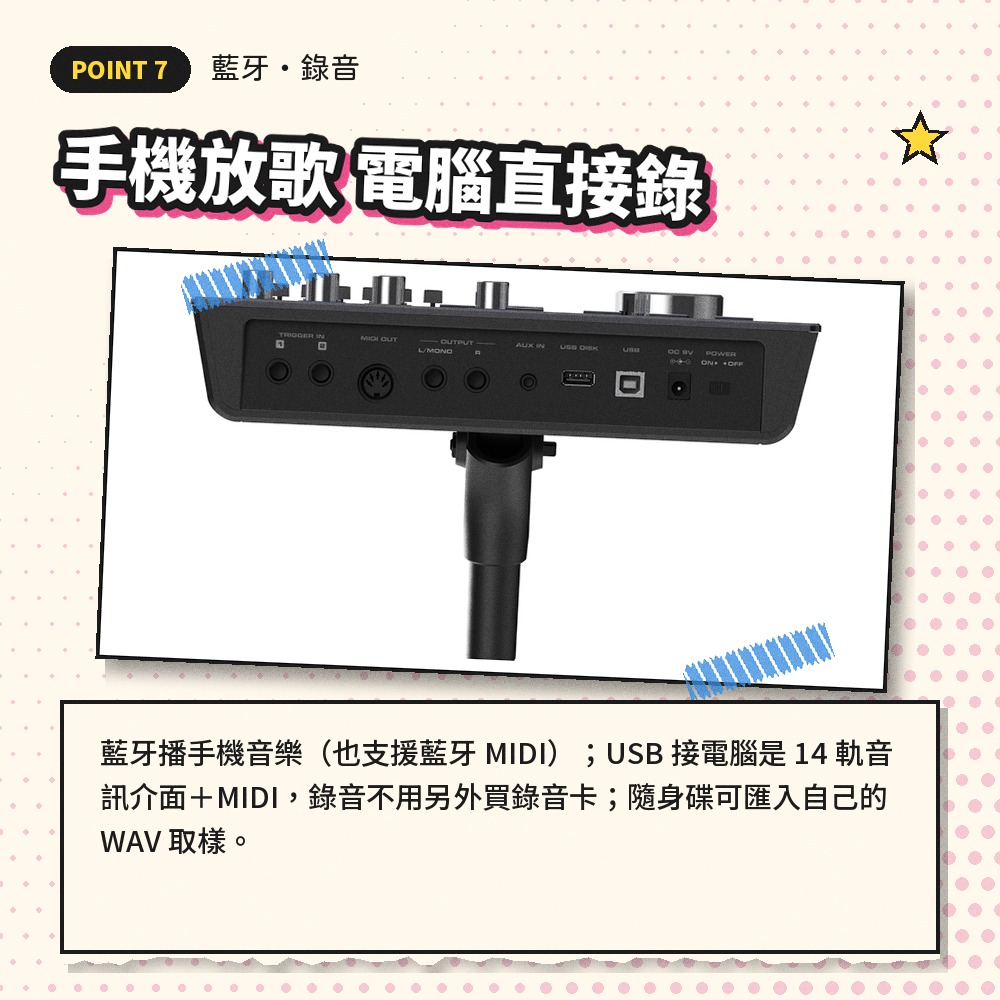 POINT 7 藍牙・錄音
手機放歌 電腦直接錄
TRIGGER IN MIDI OUT OUTPUT AUX IN USB DISK USB DC 9V POWER
1 2 L/MONO R ON OFF
藍牙播手機音樂（也支援藍牙 MIDI）；USB 接電腦是 14 軌音
訊介面＋MIDI，錄音不用另外買錄音卡；隨身碟可匯入自己的
WAV 取樣。